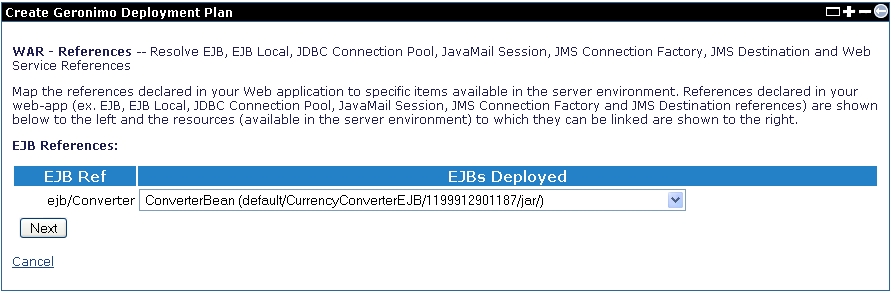 Create Geronimo Deployment Plan
WAR - References -- Resolve EJB, EJB Local, JDBC Connection Pool, JavaMail Session, JMS Connection Factory, JMS Destination and Web
Service References
Map the references declared in your Web application to specific items available in the server environment. References declared in your
web-app (ex. EJB, EJB Local, JDBC Connection Pool, JavaMail Session, JMS Connection Factory and JMS Destination references) are shown
below to the left and the resources (available in the server environment) to which they can be linked are shown to the right.
EJB References:
EJB Ref EJBs Deployed
ejb/Converter ConverterBean (default/CurrencyConverterEJB/1199912901187/jar/)
Next
Cancel